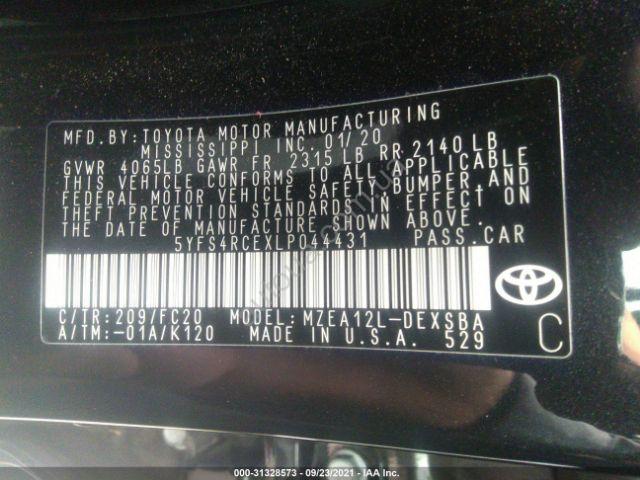 MFD.BY:TOYOTA MOTOR MANUFACTURING
MISSISSIPPI INC. 01/20
GVWR 4065LB GAWR FR 2315 LB RR 2140 LB
THIS VEHICLE CONFORMS TO ALL APPLICABLE
FEDERAL MOTOR VEHICLE SAFETY, BUMPER AND
THEFT PREVENTION STANDARDS IN EFFECT ON
THE DATE OF MANUFACTURE SHOWN ABOVE.
5YFS4RCEXLP044431 PASS.CAR
C/TR:209/FC20 MODEL:MZEA12L-DEXSBA
A/TM:-01A/K120 MADE IN U.S.A. 529
C
000-31328573 => 09/23/2021 => IAA Inc.